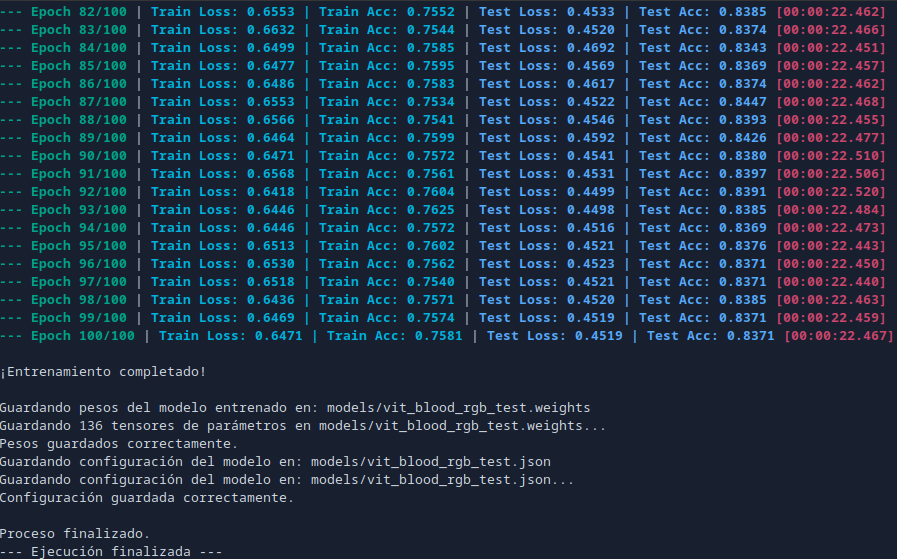 --- Epoch 82/100 | Train Loss: 0.6553 | Train Acc: 0.7552 | Test Loss: 0.4533 | Test Acc: 0.8385 [00:00:22.462]
--- Epoch 83/100 | Train Loss: 0.6632 | Train Acc: 0.7544 | Test Loss: 0.4520 | Test Acc: 0.8374 [00:00:22.466]
--- Epoch 84/100 | Train Loss: 0.6499 | Train Acc: 0.7585 | Test Loss: 0.4692 | Test Acc: 0.8343 [00:00:22.451]
--- Epoch 85/100 | Train Loss: 0.6477 | Train Acc: 0.7595 | Test Loss: 0.4569 | Test Acc: 0.8369 [00:00:22.457]
--- Epoch 86/100 | Train Loss: 0.6486 | Train Acc: 0.7583 | Test Loss: 0.4617 | Test Acc: 0.8374 [00:00:22.462]
--- Epoch 87/100 | Train Loss: 0.6553 | Train Acc: 0.7534 | Test Loss: 0.4522 | Test Acc: 0.8447 [00:00:22.468]
--- Epoch 88/100 | Train Loss: 0.6566 | Train Acc: 0.7541 | Test Loss: 0.4546 | Test Acc: 0.8393 [00:00:22.455]
--- Epoch 89/100 | Train Loss: 0.6464 | Train Acc: 0.7599 | Test Loss: 0.4592 | Test Acc: 0.8426 [00:00:22.477]
--- Epoch 90/100 | Train Loss: 0.6471 | Train Acc: 0.7572 | Test Loss: 0.4541 | Test Acc: 0.8380 [00:00:22.510]
--- Epoch 91/100 | Train Loss: 0.6568 | Train Acc: 0.7561 | Test Loss: 0.4531 | Test Acc: 0.8397 [00:00:22.506]
--- Epoch 92/100 | Train Loss: 0.6418 | Train Acc: 0.7604 | Test Loss: 0.4499 | Test Acc: 0.8391 [00:00:22.520]
--- Epoch 93/100 | Train Loss: 0.6446 | Train Acc: 0.7625 | Test Loss: 0.4498 | Test Acc: 0.8385 [00:00:22.484]
--- Epoch 94/100 | Train Loss: 0.6446 | Train Acc: 0.7572 | Test Loss: 0.4516 | Test Acc: 0.8369 [00:00:22.473]
--- Epoch 95/100 | Train Loss: 0.6513 | Train Acc: 0.7602 | Test Loss: 0.4521 | Test Acc: 0.8376 [00:00:22.443]
--- Epoch 96/100 | Train Loss: 0.6530 | Train Acc: 0.7562 | Test Loss: 0.4523 | Test Acc: 0.8371 [00:00:22.450]
--- Epoch 97/100 | Train Loss: 0.6518 | Train Acc: 0.7540 | Test Loss: 0.4521 | Test Acc: 0.8371 [00:00:22.440]
--- Epoch 98/100 | Train Loss: 0.6436 | Train Acc: 0.7571 | Test Loss: 0.4520 | Test Acc: 0.8385 [00:00:22.463]
--- Epoch 99/100 | Train Loss: 0.6469 | Train Acc: 0.7574 | Test Loss: 0.4519 | Test Acc: 0.8371 [00:00:22.459]
--- Epoch 100/100 | Train Loss: 0.6471 | Train Acc: 0.7581 | Test Loss: 0.4519 | Test Acc: 0.8371 [00:00:22.467]
¡Entrenamiento completado!
Guardando pesos del modelo entrenado en: models/vit_blood_rgb_test.weights
Guardando 136 tensores de parámetros en models/vit_blood_rgb_test.weights...
Pesos guardados correctamente.
Guardando configuración del modelo en: models/vit_blood_rgb_test.json
Guardando configuración del modelo en: models/vit_blood_rgb_test.json...
Configuración guardada correctamente.
Proceso finalizado.
--- Ejecución finalizada ---